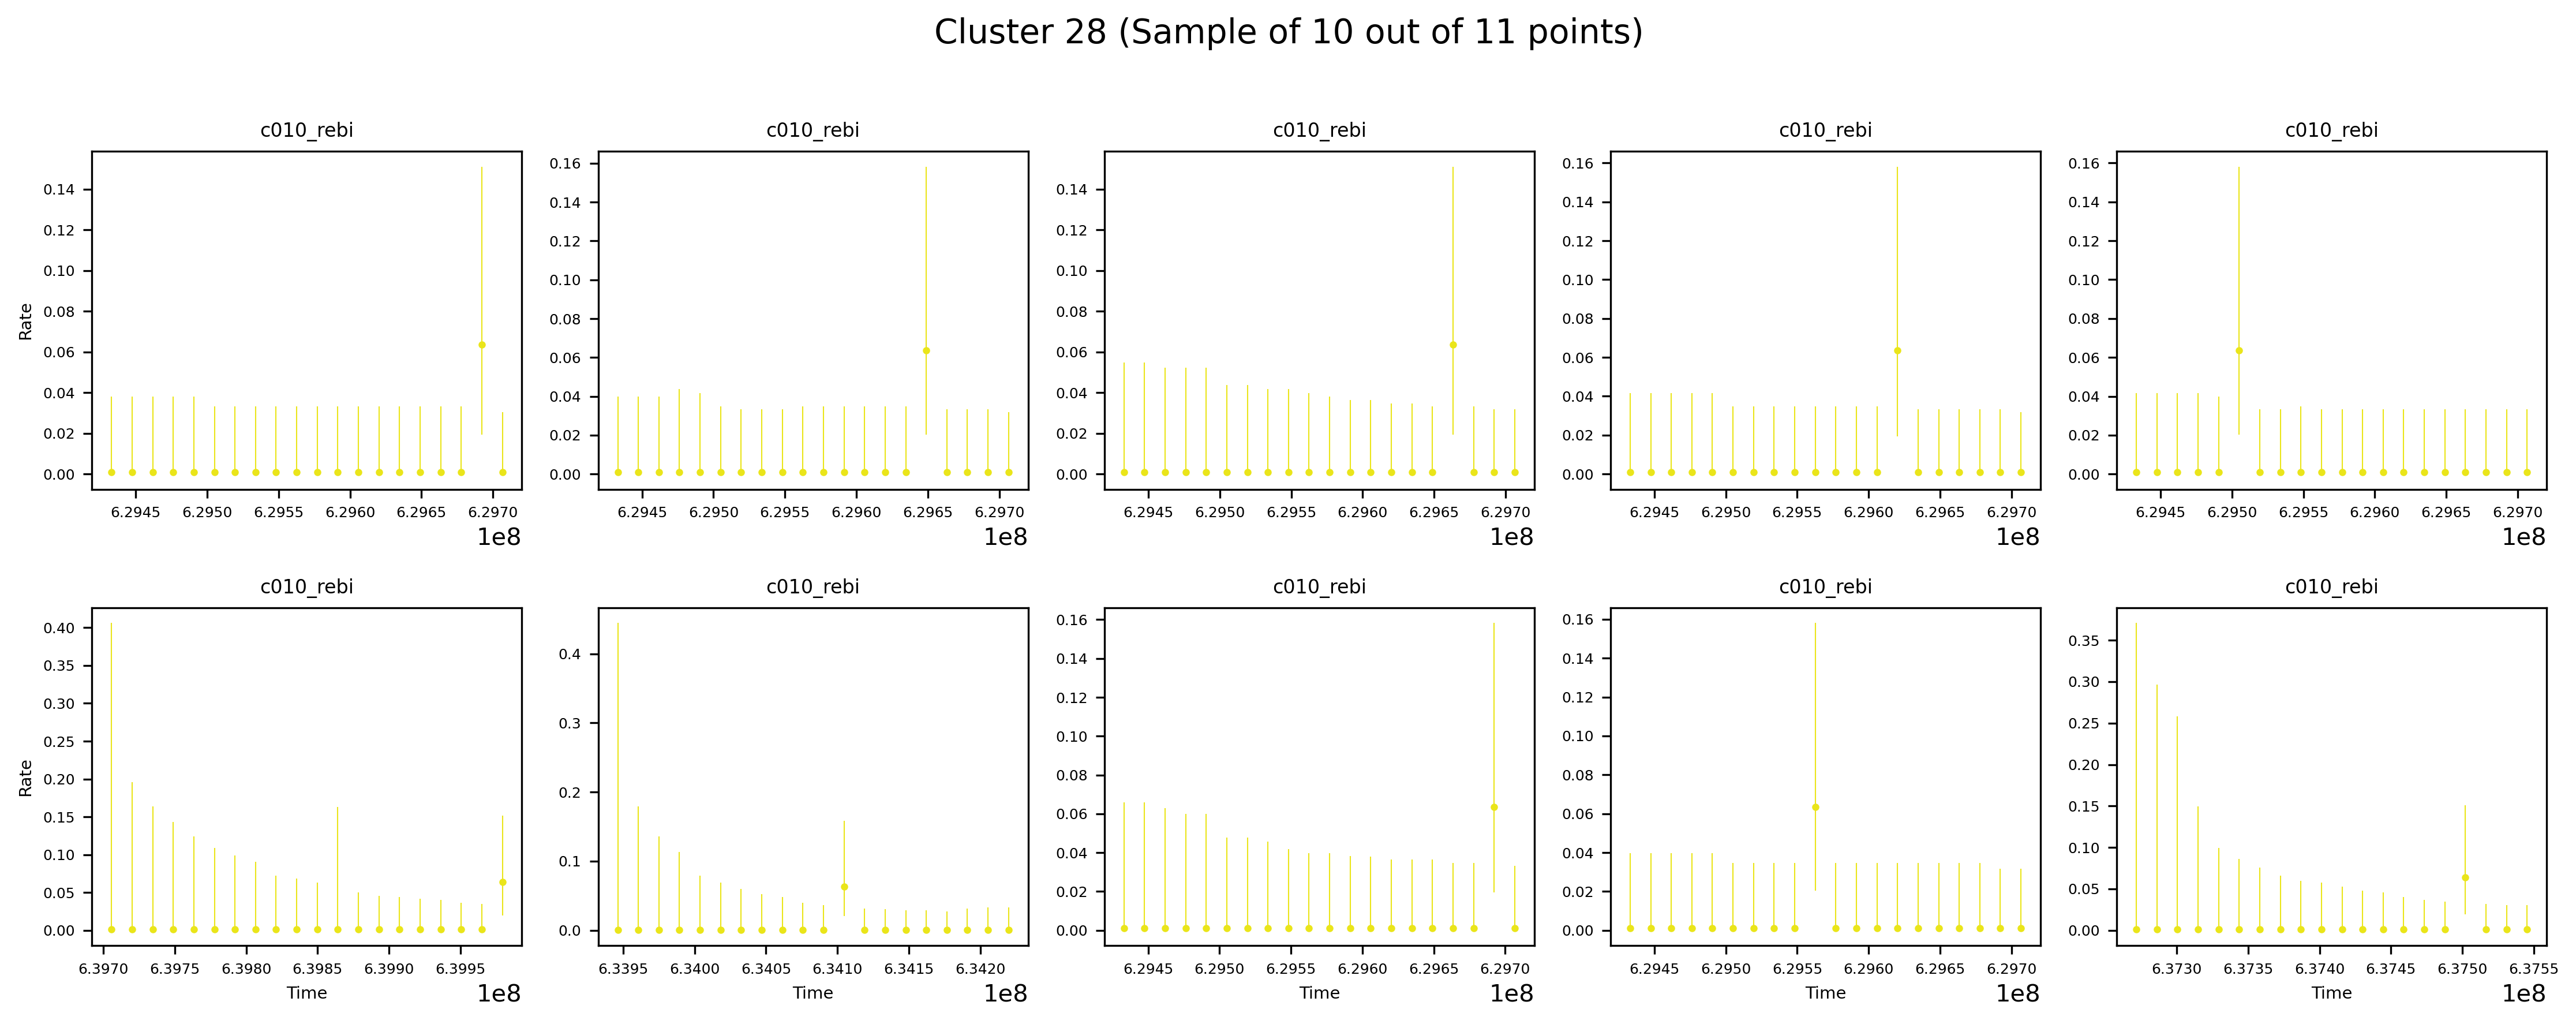 Cluster 28 (Sample of 10 out of 11 points)
c010_rebi c010_rebi c010_rebi c010_rebi c010_rebi
Rate
0.14 0.12 0.10 0.08 0.06 0.04 0.02 0.00
0.16 0.14 0.12 0.10 0.08 0.06 0.04 0.02 0.00
0.14 0.12 0.10 0.08 0.06 0.04 0.02 0.00
0.16 0.14 0.12 0.10 0.08 0.06 0.04 0.02 0.00
0.16 0.14 0.12 0.10 0.08 0.06 0.04 0.02 0.00
6.2945 6.2950 6.2955 6.2960 6.2965 6.2970
6.2945 6.2950 6.2955 6.2960 6.2965 6.2970
6.2945 6.2950 6.2955 6.2960 6.2965 6.2970
6.2945 6.2950 6.2955 6.2960 6.2965 6.2970
6.2945 6.2950 6.2955 6.2960 6.2965 6.2970
1e8 1e8 1e8 1e8 1e8
c010_rebi c010_rebi c010_rebi c010_rebi c010_rebi
Rate
0.40 0.35 0.30 0.25 0.20 0.15 0.10 0.05 0.00
0.4 0.3 0.2 0.1 0.0
0.16 0.14 0.12 0.10 0.08 0.06 0.04 0.02 0.00
0.16 0.14 0.12 0.10 0.08 0.06 0.04 0.02 0.00
0.35 0.30 0.25 0.20 0.15 0.10 0.05 0.00
6.3970 6.3975 6.3980 6.3985 6.3990 6.3995
6.3395 6.3400 6.3405 6.3410 6.3415 6.3420
6.2945 6.2950 6.2955 6.2960 6.2965 6.2970
6.2945 6.2950 6.2955 6.2960 6.2965 6.2970
6.3730 6.3735 6.3740 6.3745 6.3750 6.3755
Time Time Time Time Time
1e8 1e8 1e8 1e8 1e8